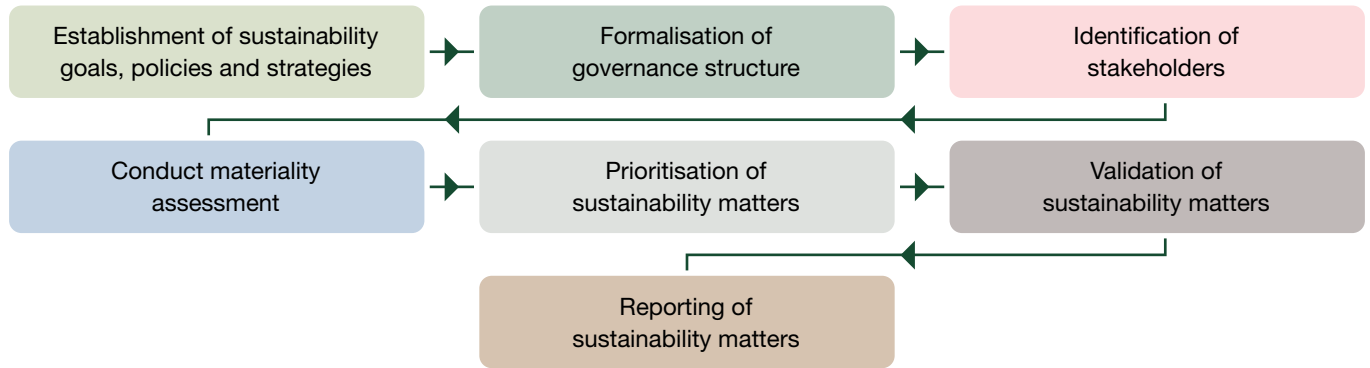 Establishment of sustainability
goals, policies and strategies
Formalisation of
governance structure
Identification of
stakeholders
Conduct materiality
assessment
Prioritisation of
sustainability matters
Validation of
sustainability matters
Reporting of
sustainability matters